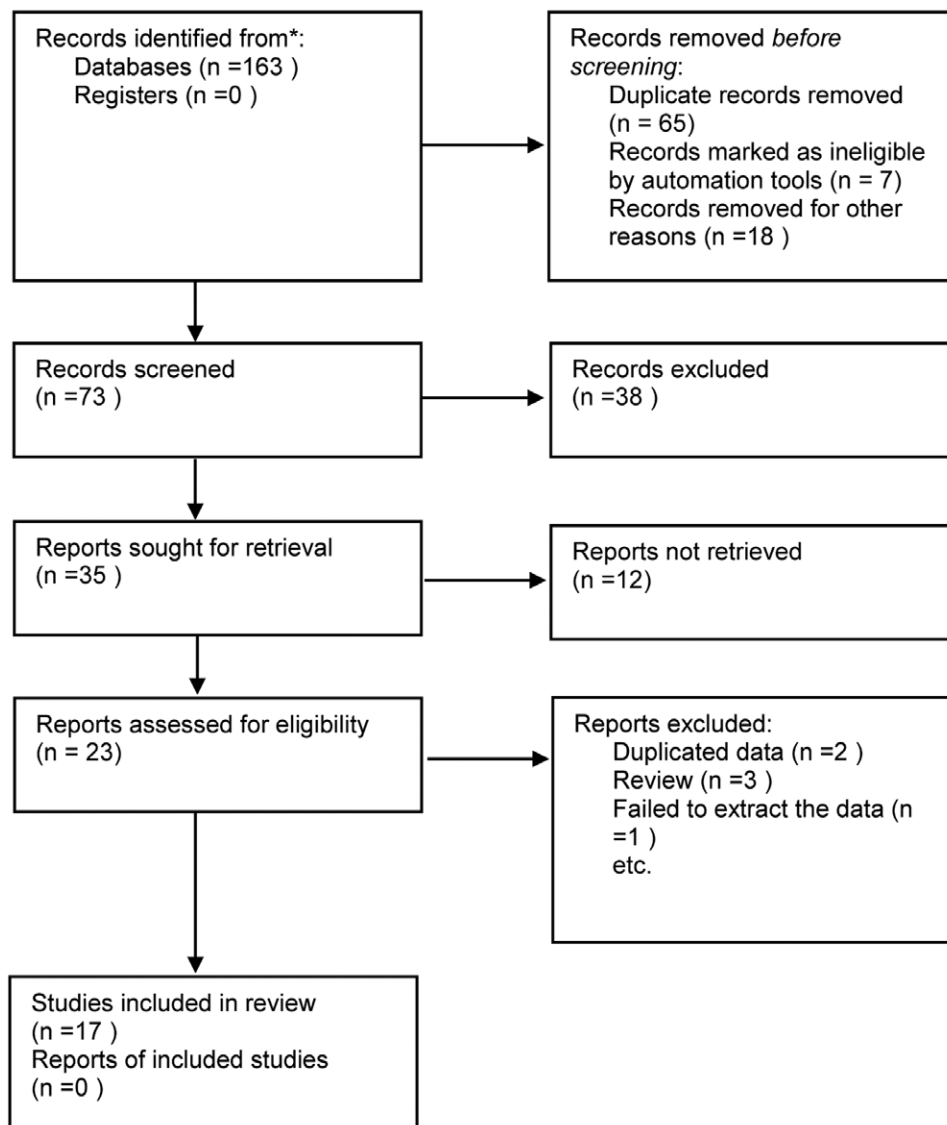 Records identified from*:
Databases (n =163 )
Registers (n =0 )
Records removed before
screening:
Duplicate records removed
(n = 65)
Records marked as ineligible
by automation tools (n = 7)
Records removed for other
reasons (n =18 )
Records screened
(n =73 )
Records excluded
(n =38 )
Reports sought for retrieval
(n =35 )
Reports not retrieved
(n =12)
Reports assessed for eligibility
(n = 23)
Reports excluded:
Duplicated data (n =2 )
Review (n =3 )
Failed to extract the data (n
=1 )
etc.
Studies included in review
(n =17 )
Reports of included studies
(n =0 )